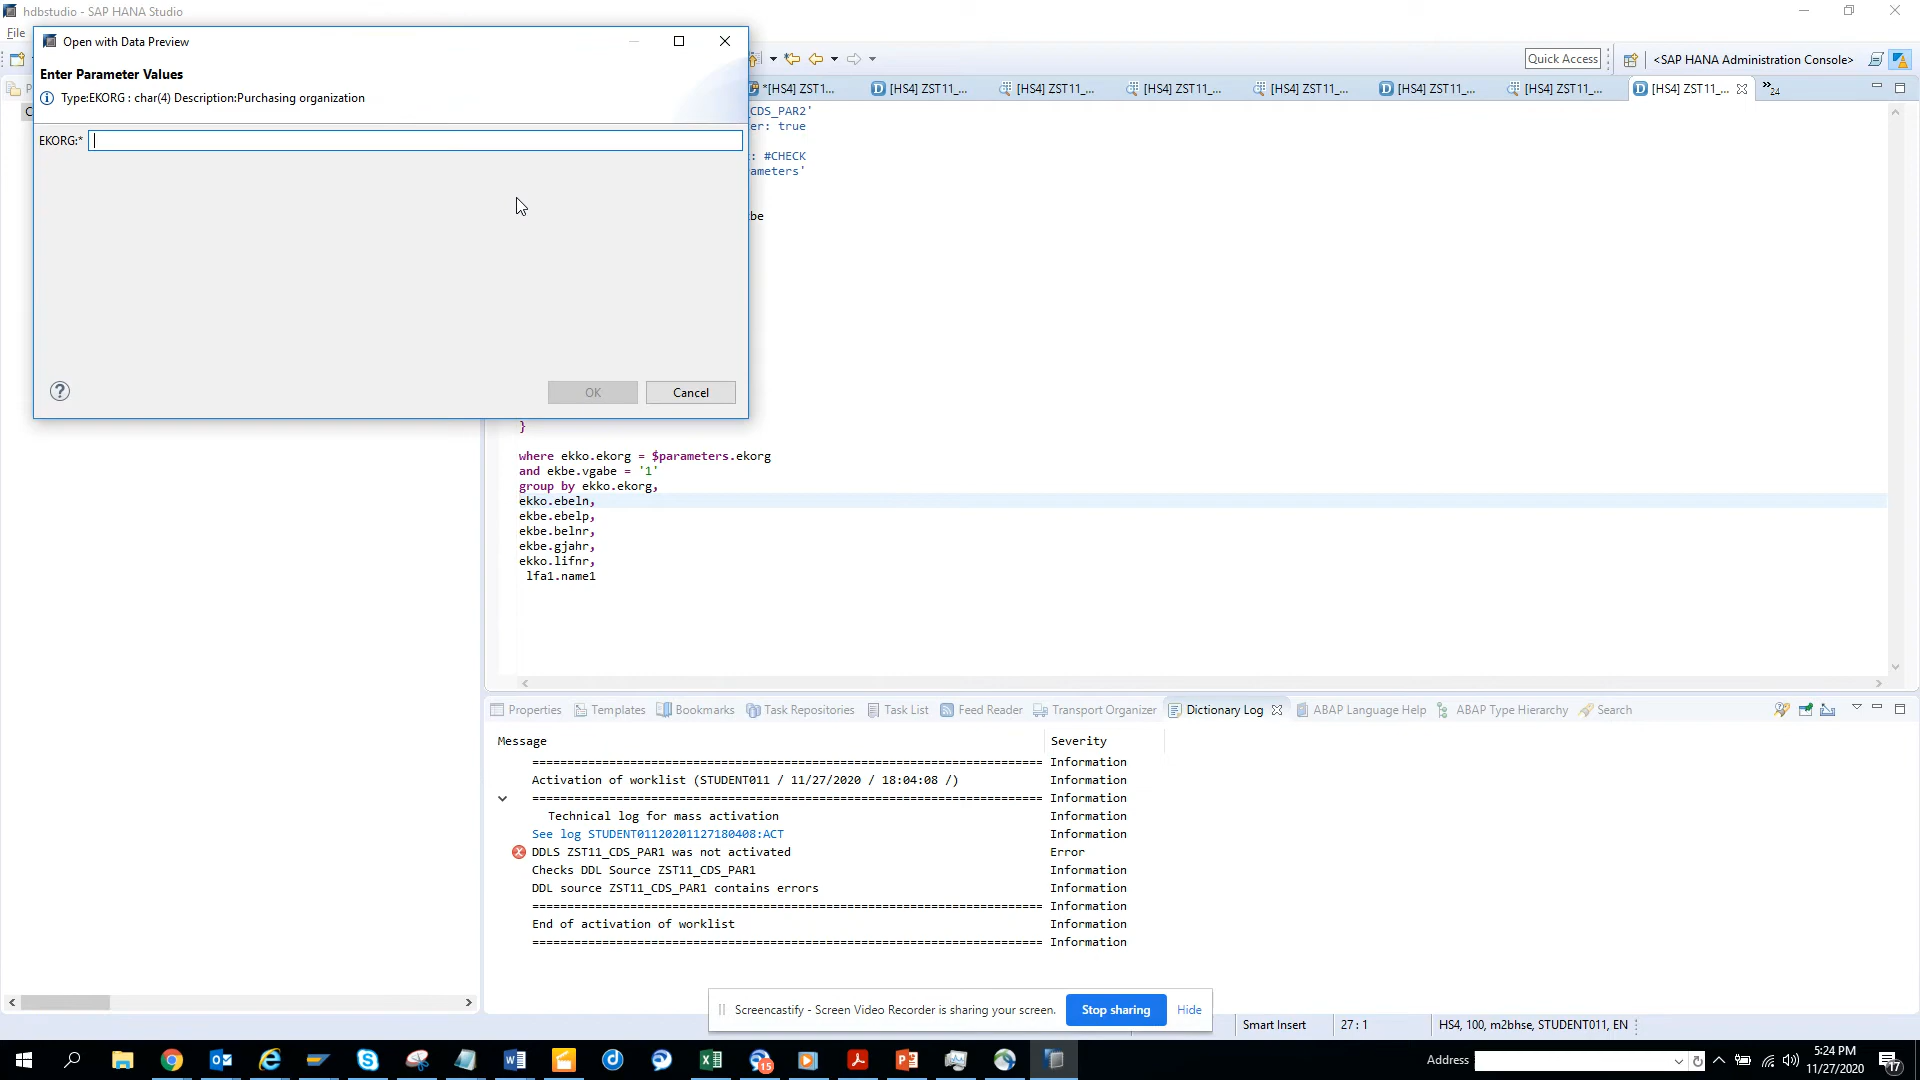 hdbstudio - SAP HANA Studio
File
Open with Data Preview
Enter Parameter Values
Type:EKORG : char(4) Description:Purchasing organization
EKORG:*
OK
Cancel
Quick Access
<SAP HANA Administration Console>
*[HS4] ZST1...
[HS4] ZST11_...
[HS4] ZST11_...
[HS4] ZST11_...
[HS4] ZST11_...
[HS4] ZST11_...
[HS4] ZST11_...
[HS4] ZST11_...
24
CDS_PAR2'
er: true
: #CHECK
ameters'
be
}
where ekko.ekorg = $parameters.ekorg
and ekbe.vgabe = '1'
group by ekko.ekorg,
ekko.ebeln,
ekbe.ebelp,
ekbe.belnr,
ekbe.gjahr,
ekko.lifnr,
lfa1.name1
Properties
Templates
Bookmarks
Task Repositories
Task List
Feed Reader
Transport Organizer
Dictionary Log
ABAP Language Help
ABAP Type Hierarchy
Search
Message
Severity
================================================================ Information
Activation of worklist (STUDENT011 / 11/27/2020 / 18:04:08 /) Information
================================================================ Information
Technical log for mass activation Information
See log STUDENT01120201127180408:ACT Information
DDLS ZST11_CDS_PAR1 was not activated Error
Checks DDL Source ZST11_CDS_PAR1 Information
DDL source ZST11_CDS_PAR1 contains errors Information
================================================================ Information
End of activation of worklist Information
================================================================ Information
Screencastify - Screen Video Recorder is sharing your screen.
Stop sharing
Hide
Smart Insert
27 : 1
HS4, 100, m2bhse, STUDENT011, EN
Address
15
5:24 PM
11/27/2020
17